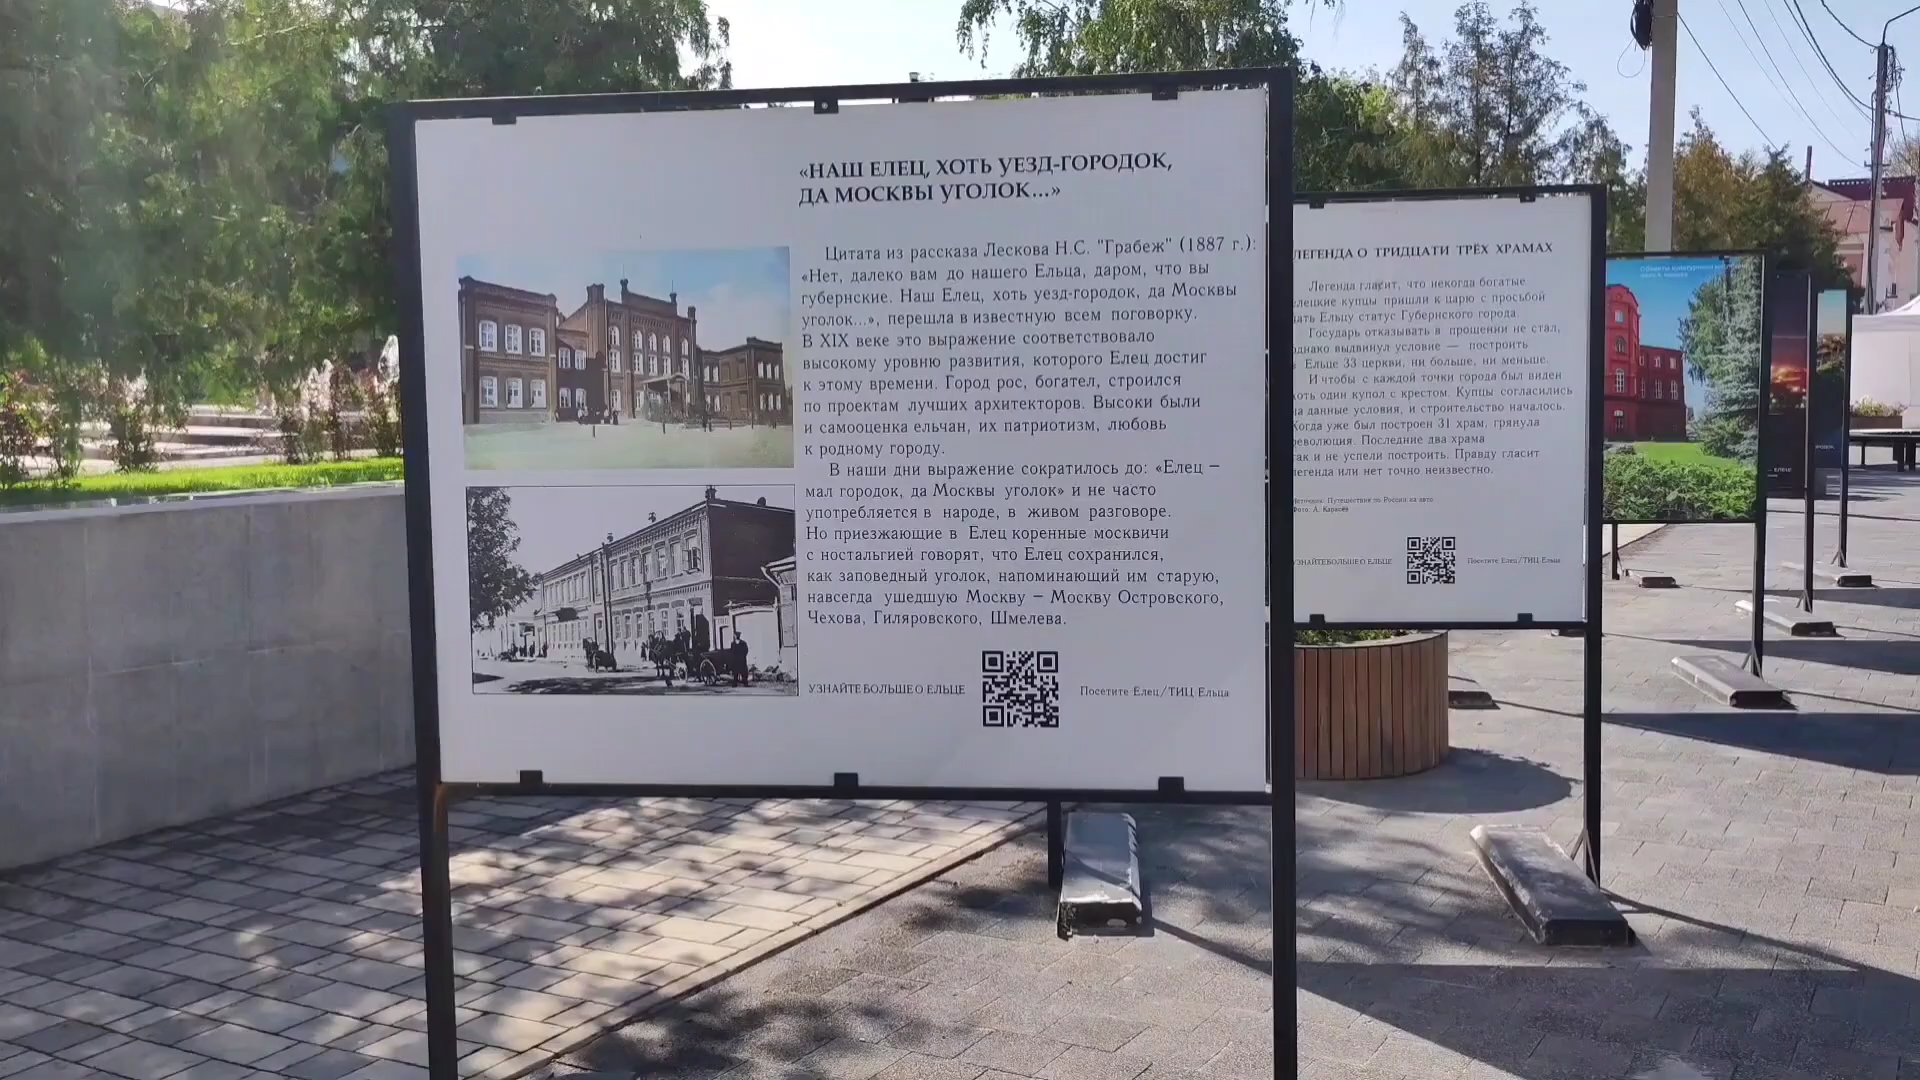 «НАШ ЕЛЕЦ, ХОТЬ УЕЗД-ГОРОДОК,
ДА МОСКВЫ УГОЛОК...»
Цитата из рассказа Лескова Н.С. "Грабеж" (1887 г.):
«Нет, далеко вам до нашего Ельца, даром, что вы
губернские. Наш Елец, хоть уезд-городок, да Москвы
уголок...», перешла в известную всем поговорку.
В XIX веке это выражение соответствовало
высокому уровню развития, которого Елец достиг
к этому времени. Город рос, богател, строился
по проектам лучших архитекторов. Высоки были
и самооценка ельчан, их патриотизм, любовь
к родному городу.
В наши дни выражение сократилось до: «Елец –
мал городок, да Москвы уголок» и не часто
употребляется в народе, в живом разговоре.
Но приезжающие в Елец коренные москвичи
с ностальгией говорят, что Елец сохранился,
как заповедный уголок, напоминающий им старую,
навсегда ушедшую Москву – Москву Островского,
Чехова, Гиляровского, Шмелева.
УЗНАЙТЕ БОЛЬШЕ О ЕЛЬЦЕ
Посетите Елец/ТИЦ Ельца
ЛЕГЕНДА О ТРИДЦАТИ ТРЁХ ХРАМАХ
Легенда гласит, что некогда богатые
елецкие купцы пришли к царю с просьбой
дать Ельцу статус Губернского города.
Государь отказывать в прошении не стал,
однако выдвинул условие — построить
Ельце 33 церкви, ни больше, ни меньше.
И чтобы с каждой точки города был виден
хоть один купол с крестом. Купцы согласились
на данные условия, и строительство началось.
Когда уже был построен 31 храм, грянула
революция. Последние два храма
так и не успели построить. Правду гласит
легенда или нет точно неизвестно.
Источник: Путешествия по России на авто
Фото: А. Карасёв
УЗНАЙТЕ БОЛЬШЕ О ЕЛЬЦЕ
Посетите Елец/ТИЦ Ельца